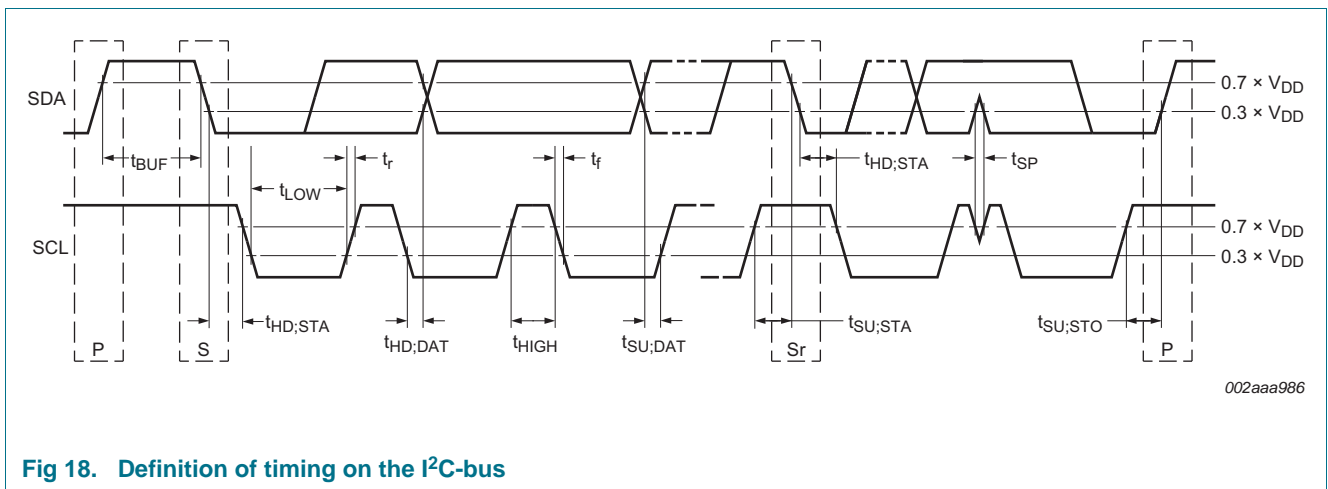 SDA
0.7 × VDD
0.3 × VDD
tBUF
tLOW
tr
tf
tHD;STA
tSP
SCL
0.7 × VDD
0.3 × VDD
tHD;STA
tHD;DAT
tHIGH
tSU;DAT
tSU;STA
tSU;STO
P
S
Sr
P
002aaa986
Fig 18. Definition of timing on the I²C-bus